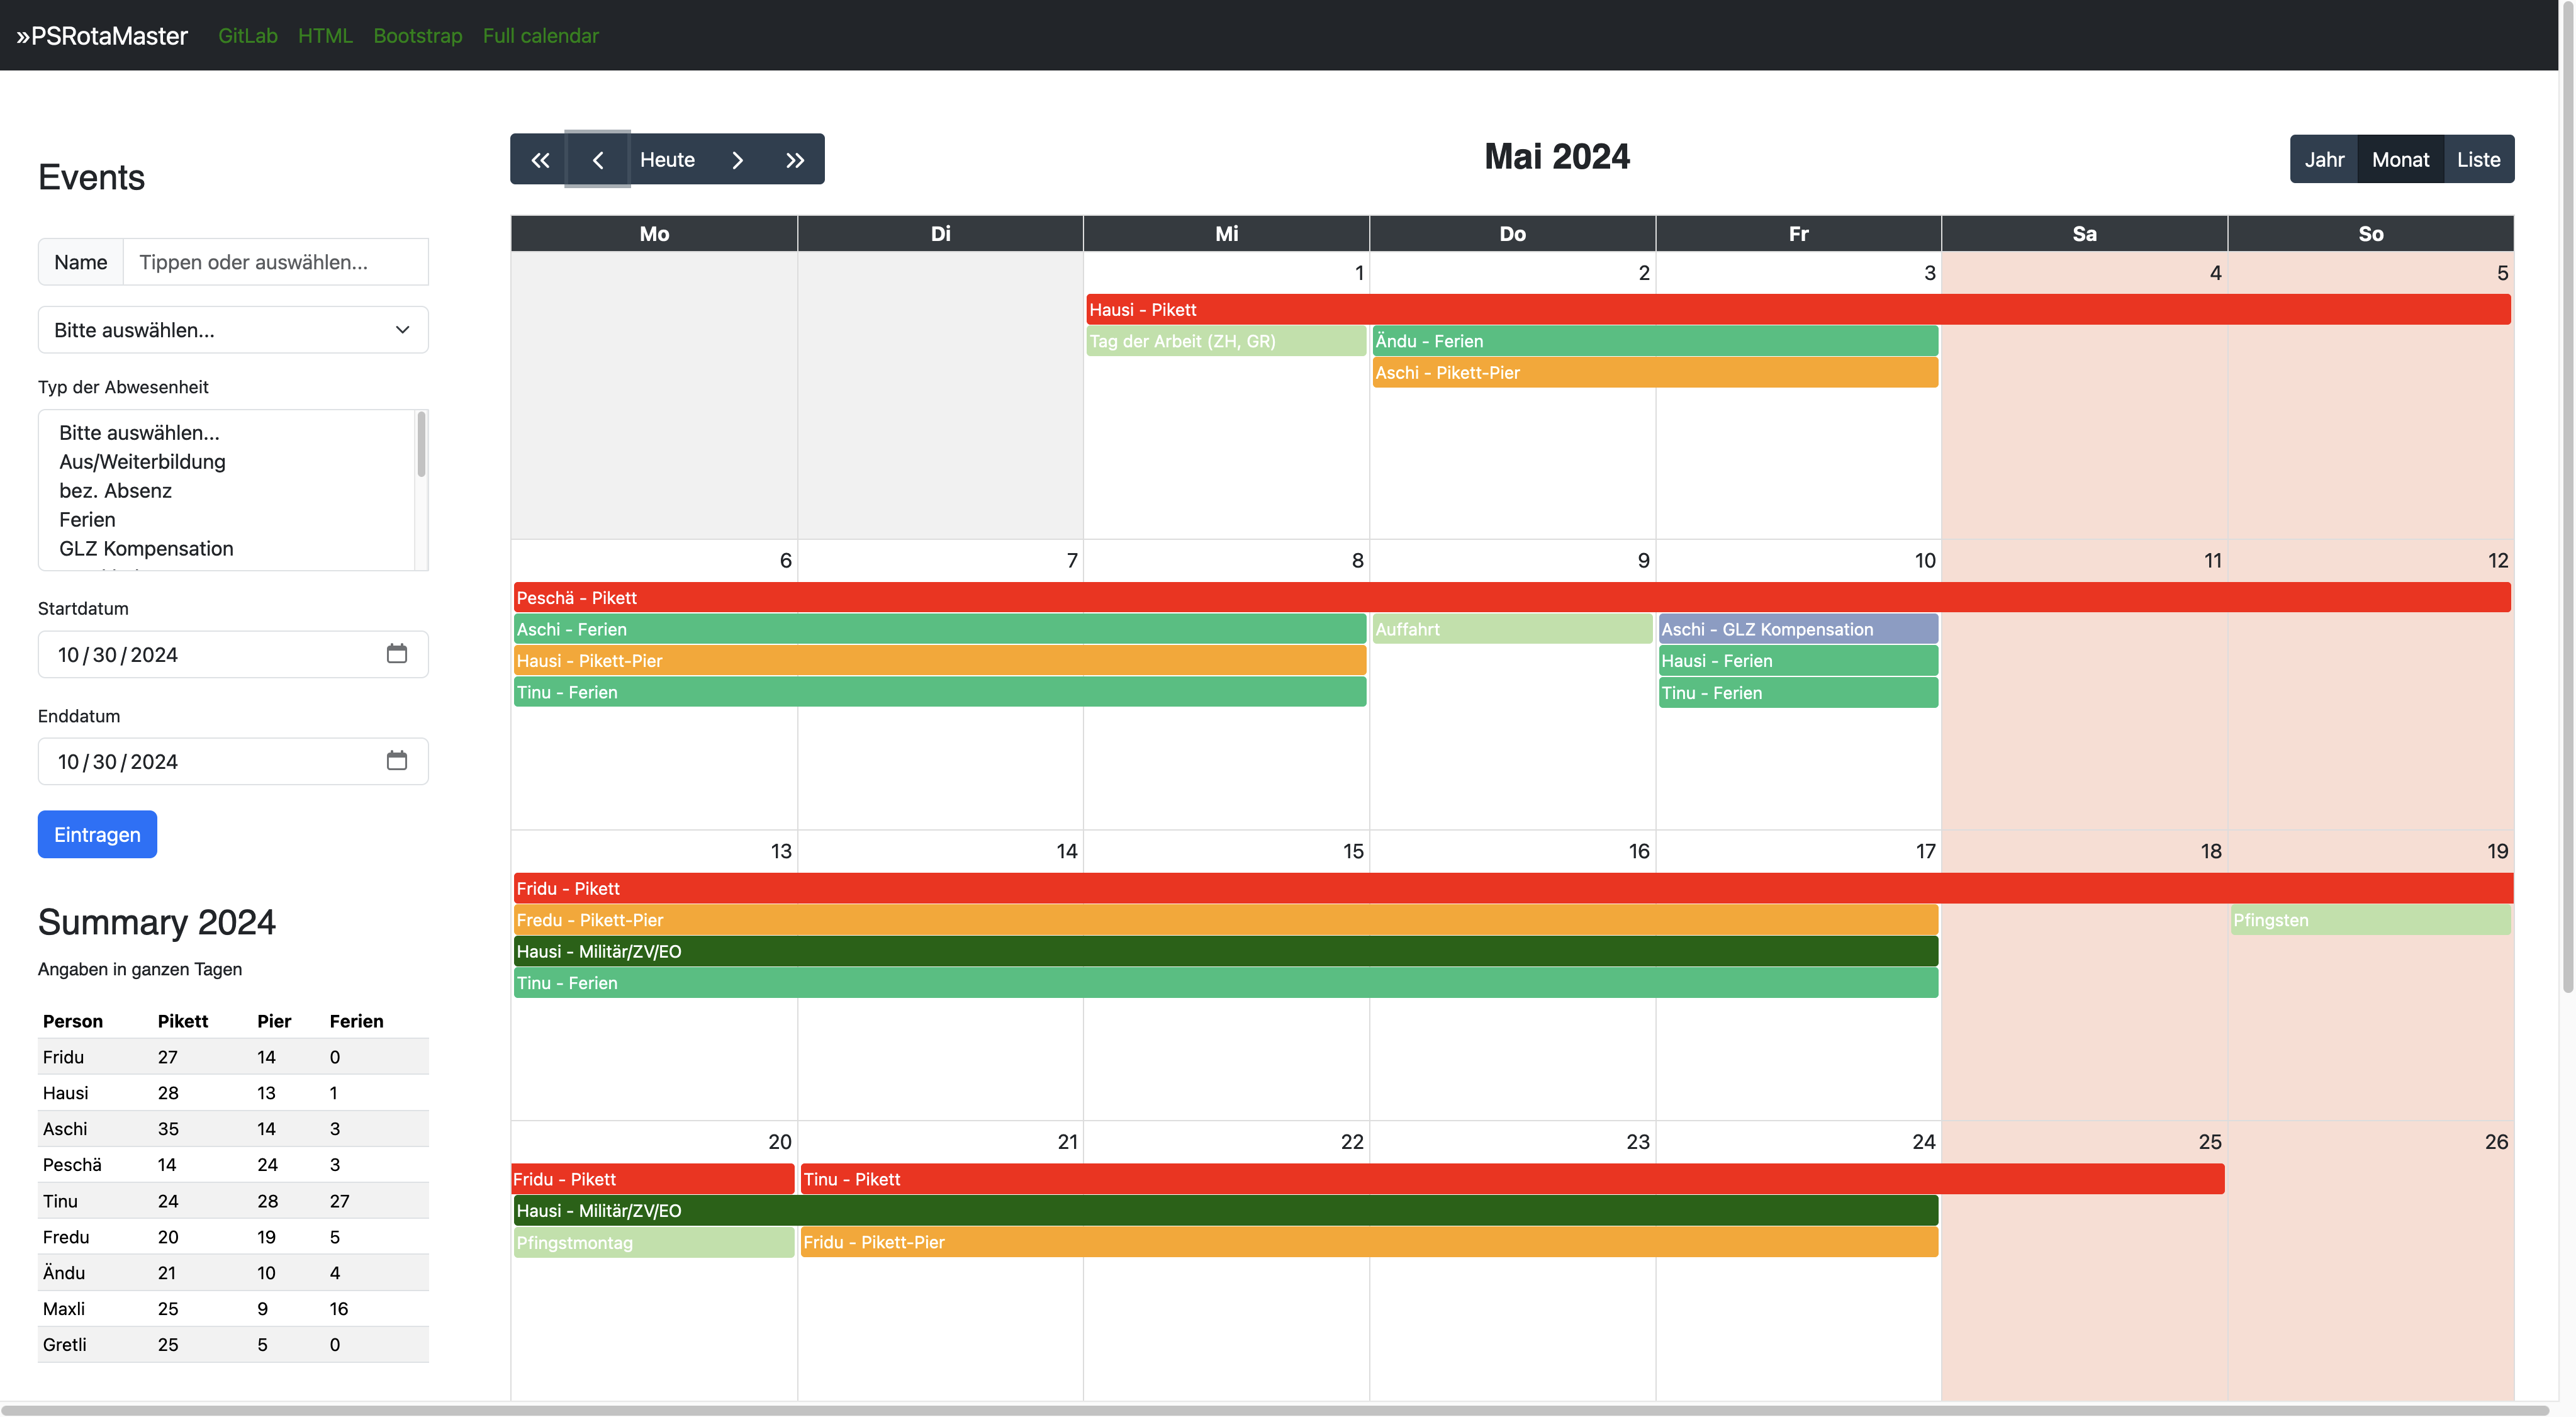 »PSRotaMaster GitLab HTML Bootstrap Full calendar
Events
Name Tippen oder auswählen...
Bitte auswählen...
Typ der Abwesenheit
Bitte auswählen...
Aus/Weiterbildung
bez. Absenz
Ferien
GLZ Kompensation
Startdatum
10/30/2024
Enddatum
10/30/2024
Eintragen
Summary 2024
Angaben in ganzen Tagen
Person Pikett Pier Ferien
Fridu 27 14 0
Hausi 28 13 1
Aschi 35 14 3
Peschä 14 24 3
Tinu 24 28 27
Fredu 20 19 5
Ändu 21 10 4
Maxli 25 9 16
Gretli 25 5 0
« ‹ Heute › »
Mai 2024
Jahr Monat Liste
Mo Di Mi Do Fr Sa So
1 2 3 4 5
Hausi - Pikett
Tag der Arbeit (ZH, GR) Ändu - Ferien
Aschi - Pikett-Pier
6 7 8 9 10 11 12
Peschä - Pikett
Aschi - Ferien Auffahrt Aschi - GLZ Kompensation
Hausi - Pikett-Pier Hausi - Ferien
Tinu - Ferien Tinu - Ferien
13 14 15 16 17 18 19
Fridu - Pikett
Fredu - Pikett-Pier Pfingsten
Hausi - Militär/ZV/EO
Tinu - Ferien
20 21 22 23 24 25 26
Fridu - Pikett Tinu - Pikett
Hausi - Militär/ZV/EO
Pfingstmontag Fridu - Pikett-Pier